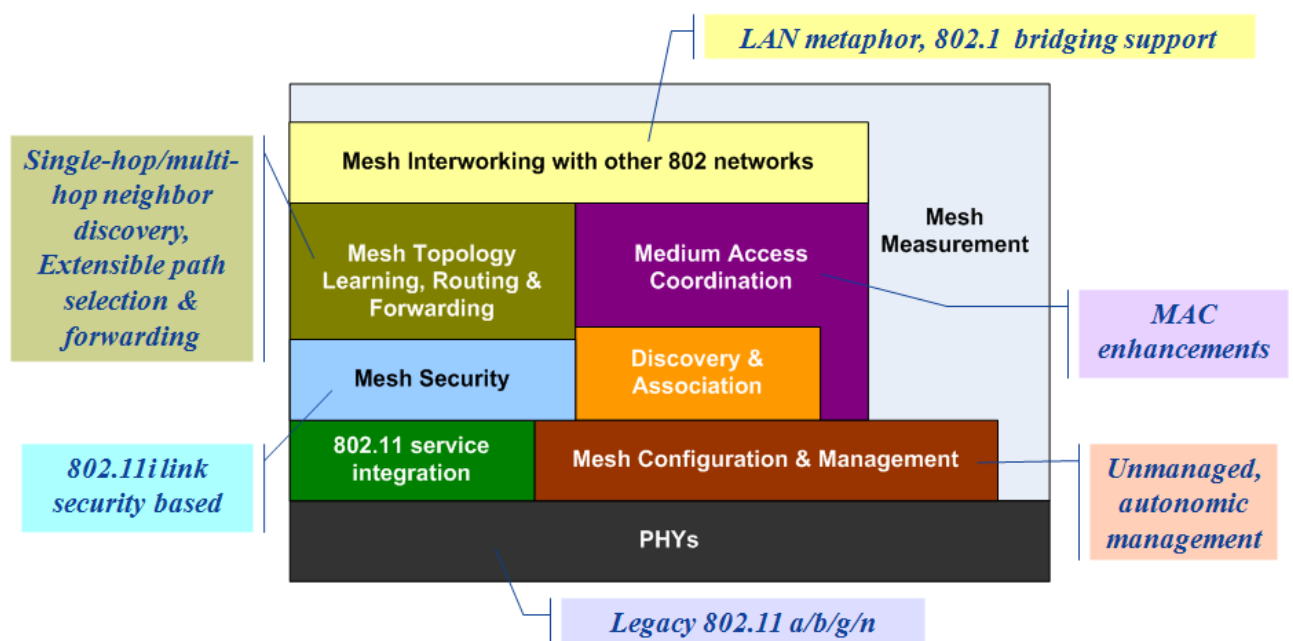 LAN metaphor, 802.1 bridging support
Mesh Interworking with other 802 networks
Mesh
Measurement
Single-hop/multi-
hop neighbor
discovery,
Extensible path
selection &
forwarding
Mesh Topology
Learning, Routing &
Forwarding
Medium Access
Coordination
MAC
enhancements
Mesh Security
Discovery &
Association
802.11i link
security based
802.11 service
integration
Mesh Configuration & Management
Unmanaged,
autonomic
management
PHYs
Legacy 802.11 a/b/g/n